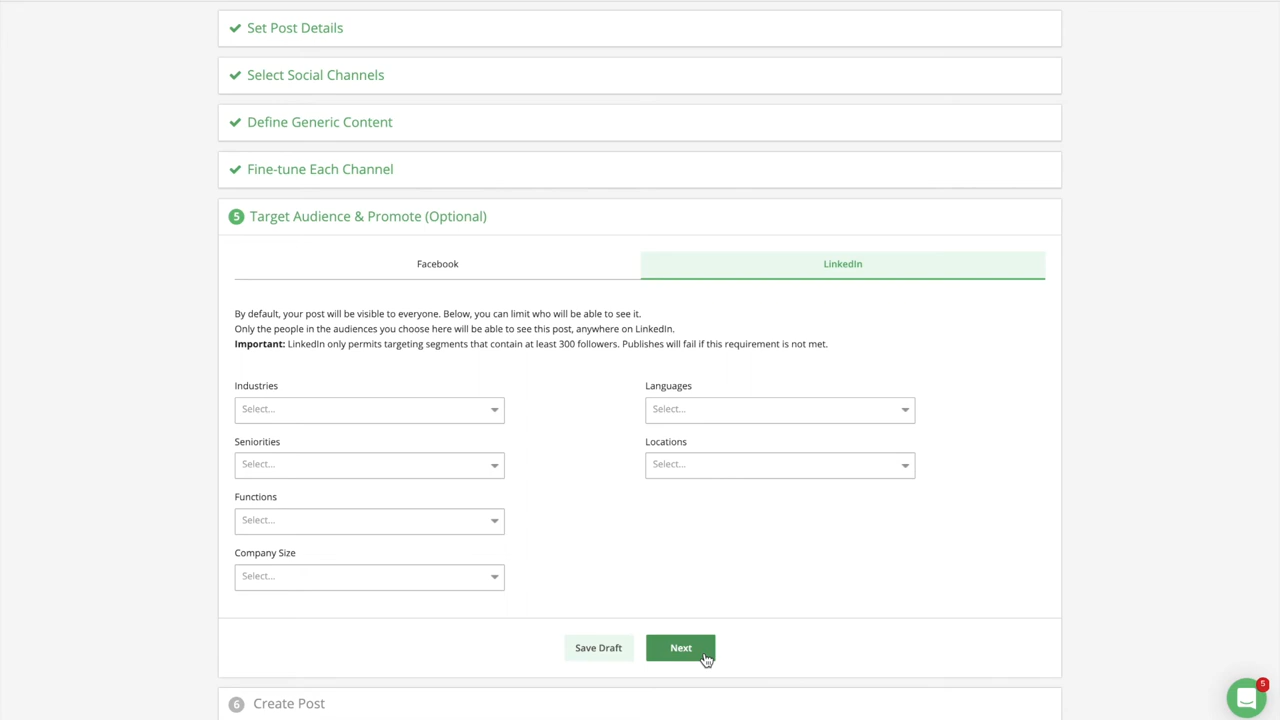 Set Post Details
Select Social Channels
Define Generic Content
Fine-tune Each Channel
5 Target Audience & Promote (Optional)
Facebook
LinkedIn
By default, your post will be visible to everyone. Below, you can limit who will be able to see it.
Only the people in the audiences you choose here will be able to see this post, anywhere on LinkedIn.
Important: LinkedIn only permits targeting segments that contain at least 300 followers. Publishes will fail if this requirement is not met.
Industries
Select...
Languages
Select...
Seniorities
Select...
Locations
Select...
Functions
Select...
Company Size
Select...
Save Draft
Next
5
6 Create Post